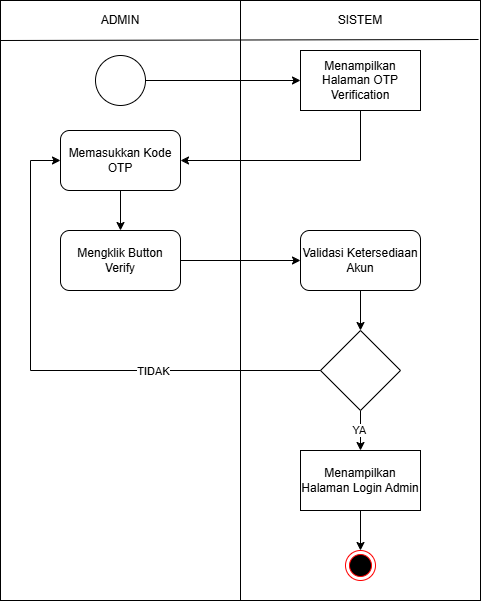 ADMIN
SISTEM
Menampilkan
Halaman OTP
Verification
Memasukkan Kode
OTP
Mengklik Button
Verify
Validasi Ketersediaan
Akun
TIDAK
YA
Menampilkan
Halaman Login Admin